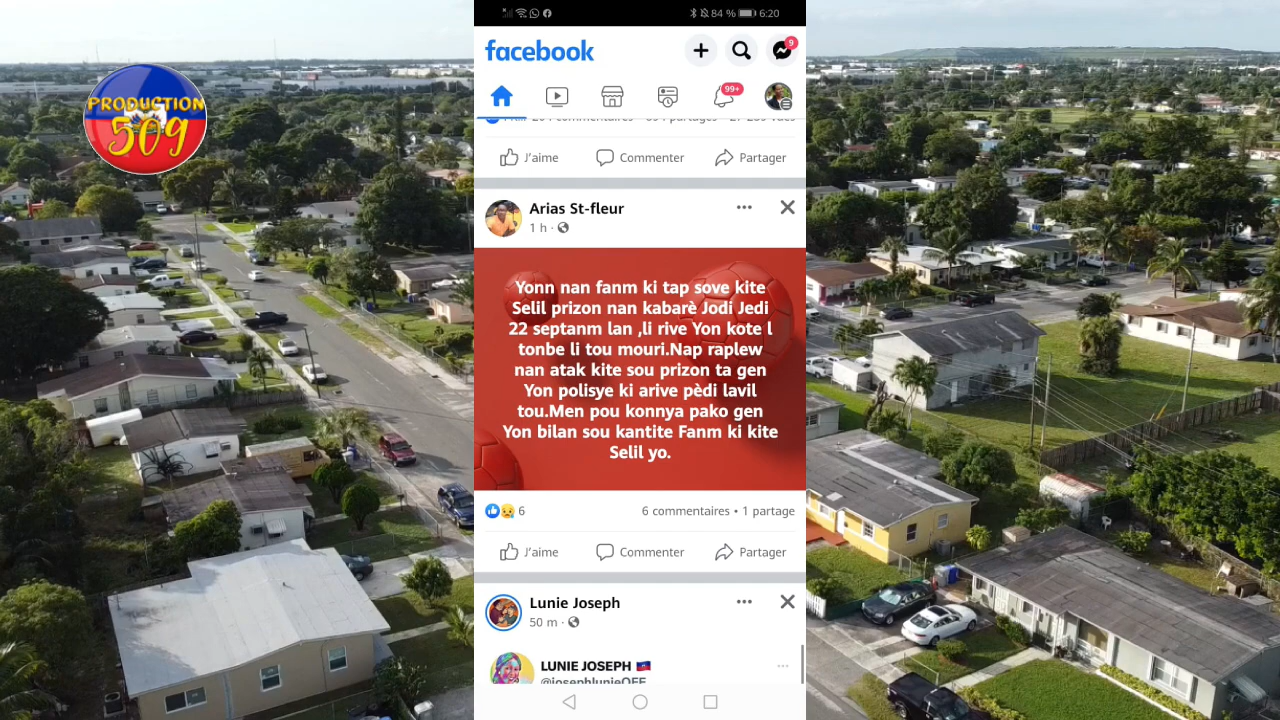 PRODUCTION
509
84 %
6:20
facebook
9
99+
J'aime
Commenter
Partager
Arias St-fleur
1 h ·
Yonn nan fanm ki tap sove kite
Selil prizon nan kabarè Jodi Jedi
22 septanm lan ,li rive Yon kote l
tonbe li tou mouri.Nap raplew
nan atak kite sou prizon ta gen
Yon polisye ki arive pèdi lavil
tou.Men pou konnya pako gen
Yon bilan sou kantite Fanm ki kite
Selil yo.
6
6 commentaires • 1 partage
J'aime
Commenter
Partager
Lunie Joseph
50 m ·
LUNIE JOSEPH